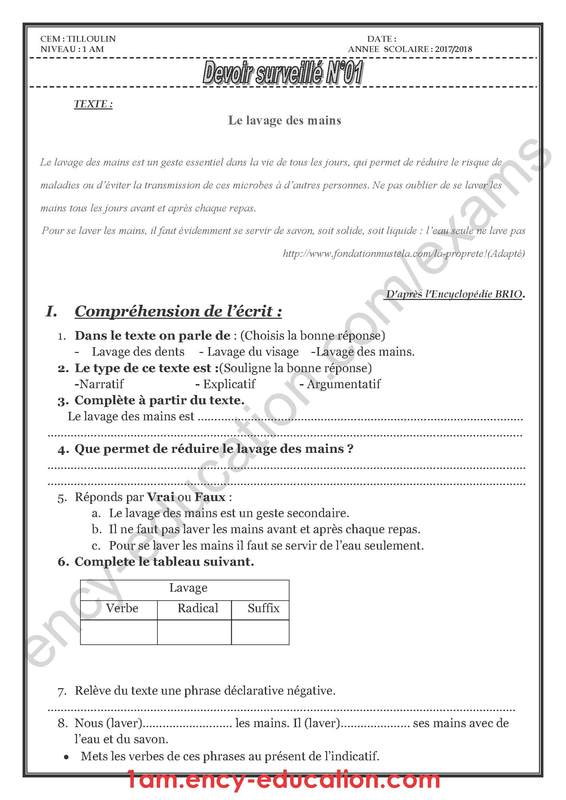 CEM : TILLOULIN DATE :
NIVEAU : 1 AM ANNEE SCOLAIRE : 2017/2018
Devoir surveillé N°01
TEXTE :
Le lavage des mains
Le lavage des mains est un geste essentiel dans la vie de tous les jours, qui permet de réduire le risque de
maladies ou d'éviter la transmission de ces microbes à d'autres personnes. Ne pas oublier de se laver les
mains tous les jours avant et après chaque repas.
Pour se laver les mains, il faut évidemment se servir de savon, soit solide, soit liquide : l'eau seule ne lave pas
http://www.fondationmustela.com/la-proprete!(Adapté)
D'après l'Encyclopédie BRIO.
I. Compréhension de l'écrit :
1. Dans le texte on parle de : (Choisis la bonne réponse)
- Lavage des dents - Lavage du visage -Lavage des mains.
2. Le type de ce texte est :(Souligne la bonne réponse)
-Narratif - Explicatif - Argumentatif
3. Complète à partir du texte.
Le lavage des mains est ................................................................
................................................................
4. Que permet de réduire le lavage des mains ?
................................................................
................................................................
5. Réponds par Vrai ou Faux :
a. Le lavage des mains est un geste secondaire.
b. Il ne faut pas laver les mains avant et après chaque repas.
c. Pour se laver les mains il faut se servir de l'eau seulement.
6. Complete le tableau suivant.
Lavage
Verbe Radical Suffix
7. Relève du texte une phrase déclarative négative.
................................................................
8. Nous (laver)........................... les mains. Il (laver)..................... ses mains avec de
l'eau et du savon.
• Mets les verbes de ces phrases au présent de l'indicatif.
ency-education.com/exams
1am.ency-education.com